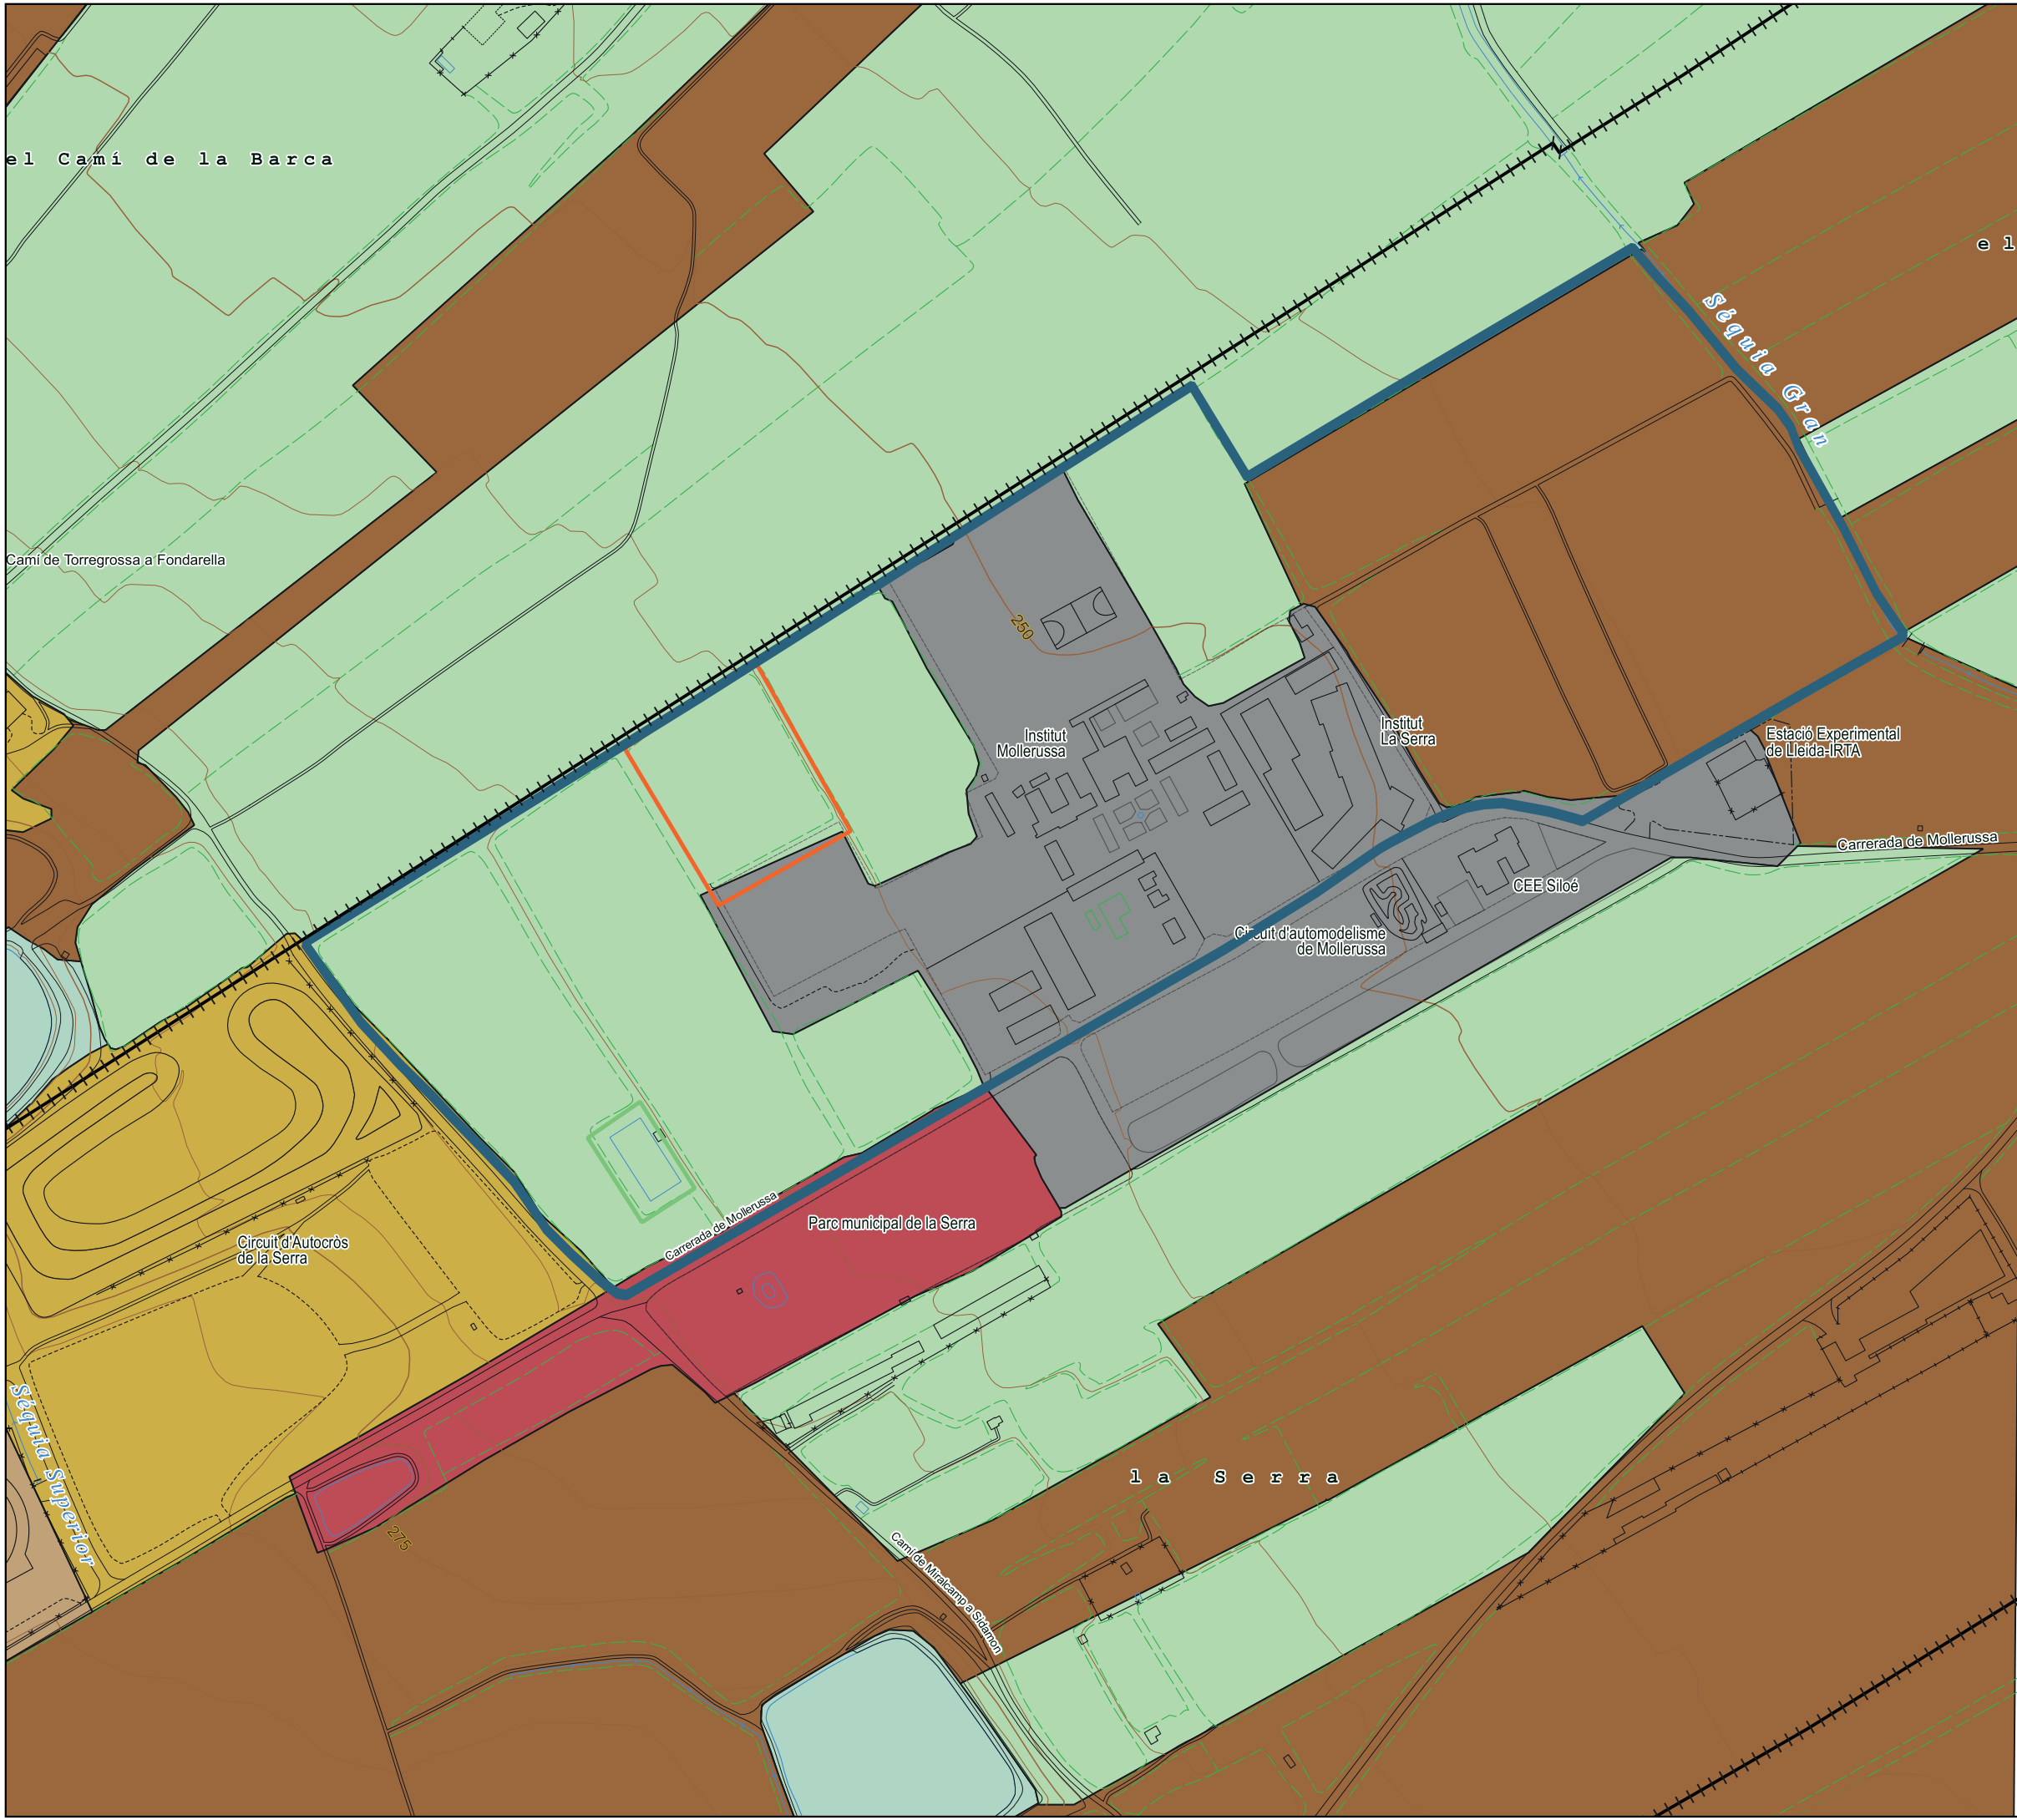 el Camí de la Barca
el
Séquia Gran
Camí de Torregrossa a Fondarella
250
Institut
Mollerussa
Institut
La Serra
Estació Experimental
de Lleida-IRTA
Carrerada de Mollerussa
CEE Siloé
Circuit d'automodelisme
de Mollerussa
Carrerada de Mollerussa
Parc municipal de la Serra
Circuit d'Autocròs
de la Serra
Séquia Superior
la Serra
275
Camí de Miralcamp a Sidamon